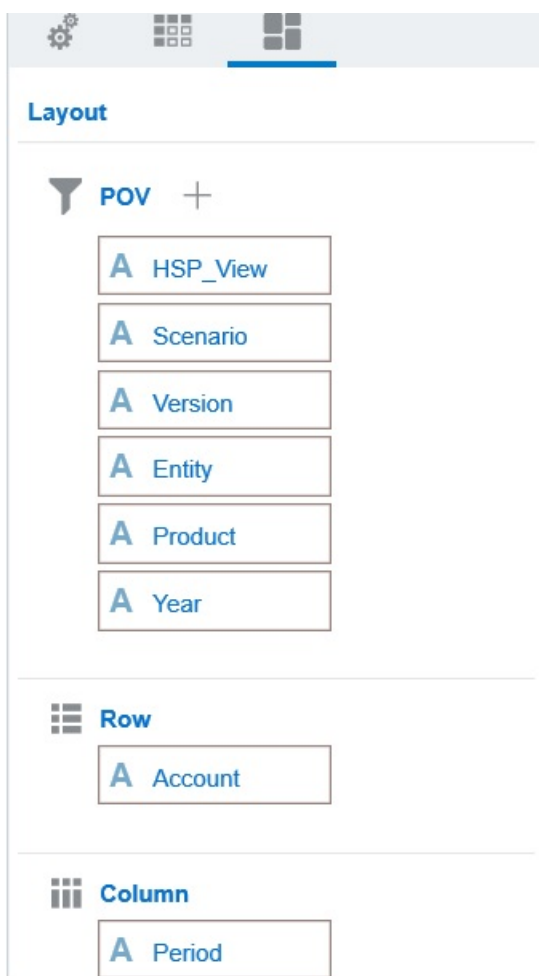 Layout
POV
A HSP_View
A Scenario
A Version
A Entity
A Product
A Year
Row
A Account
Column
A Period